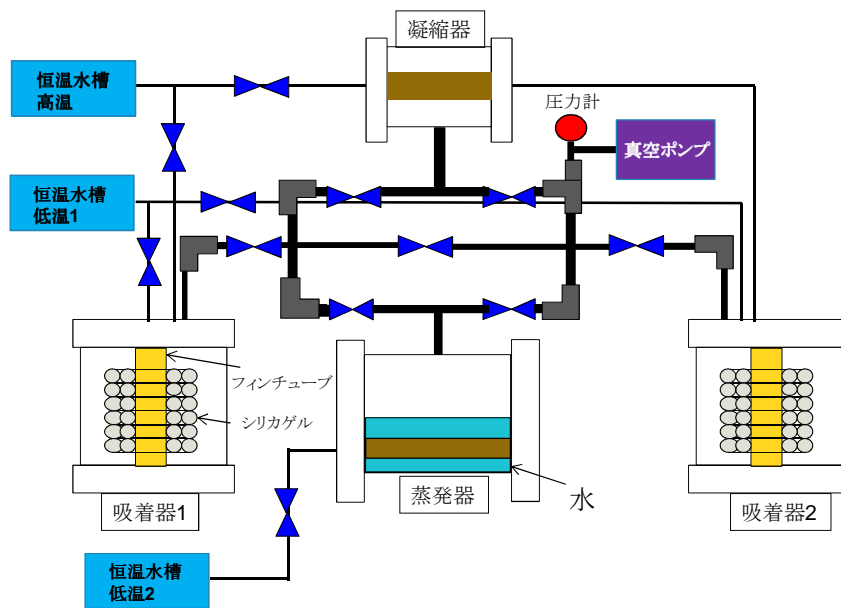 凝縮器
恒温水槽
高温
圧力計
真空ポンプ
恒温水槽
低温1
フィンチューブ
シリカゲル
吸着器1
蒸発器
水
吸着器2
恒温水槽
低温2